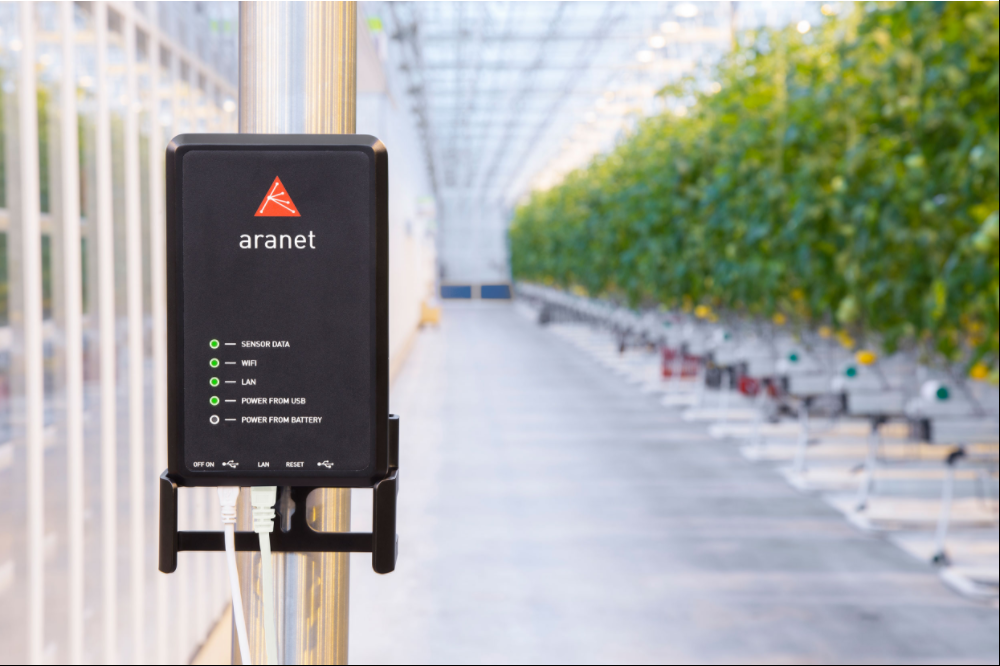 aranet
SENSOR DATA
WIFI
LAN
POWER FROM USB
POWER FROM BATTERY
OFF ON LAN RESET